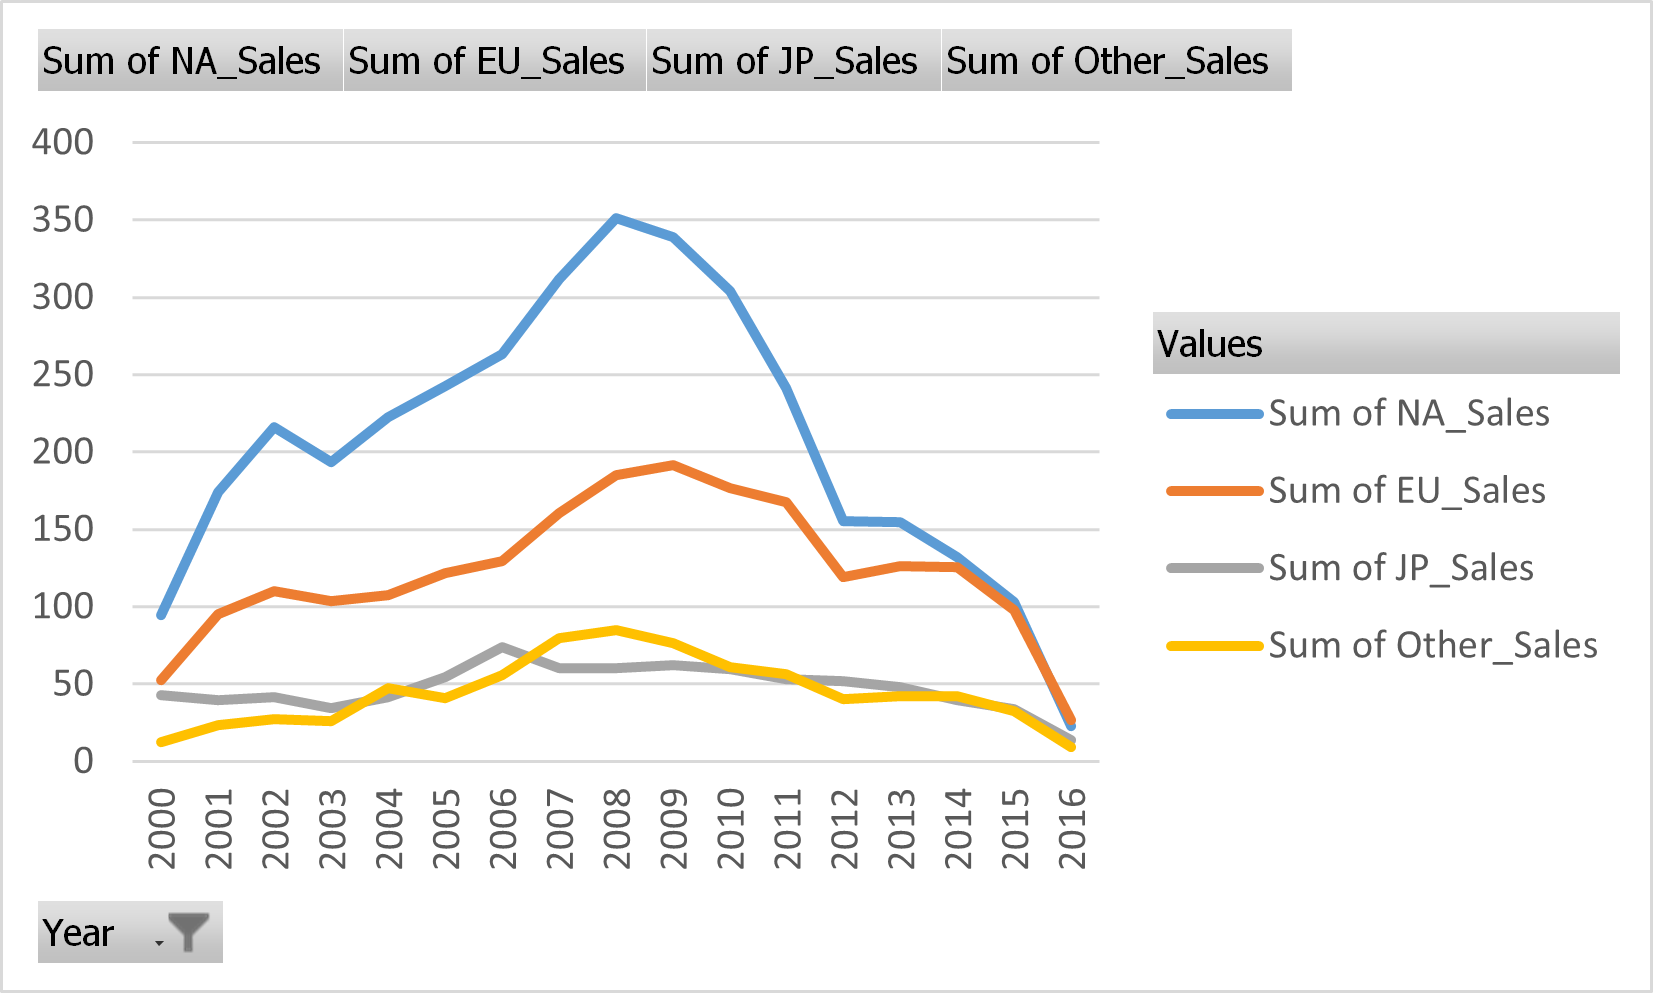 Sum of NA_Sales Sum of EU_Sales Sum of JP_Sales Sum of Other_Sales
400
350
300
250
200
150
100
50
0
2000 2001 2002 2003 2004 2005 2006 2007 2008 2009 2010 2011 2012 2013 2014 2015 2016
Values
Sum of NA_Sales
Sum of EU_Sales
Sum of JP_Sales
Sum of Other_Sales
Year